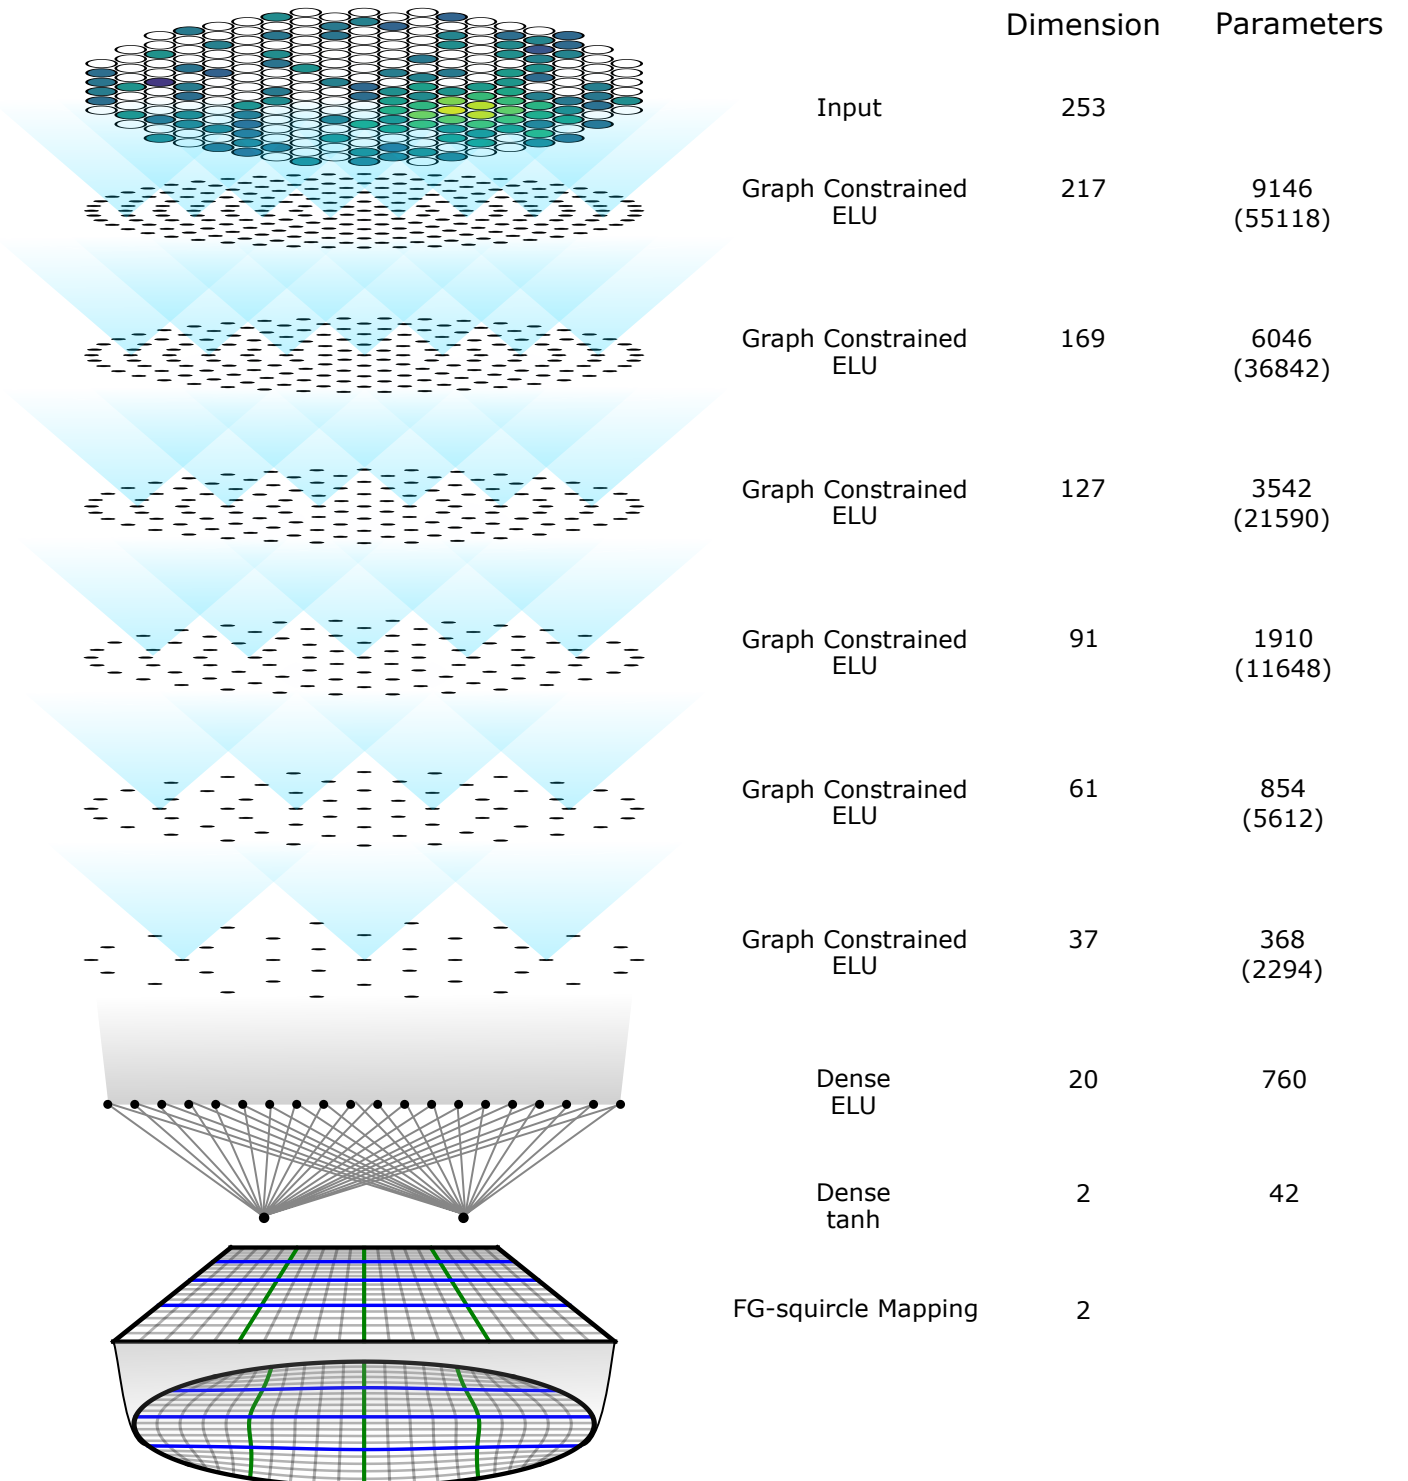 Dimension Parameters
Input 253
Graph Constrained 217 9146
ELU (55118)
Graph Constrained 169 6046
ELU (36842)
Graph Constrained 127 3542
ELU (21590)
Graph Constrained 91 1910
ELU (11648)
Graph Constrained 61 854
ELU (5612)
Graph Constrained 37 368
ELU (2294)
Dense 20 760
ELU
Dense 2 42
tanh
FG-squircle Mapping 2